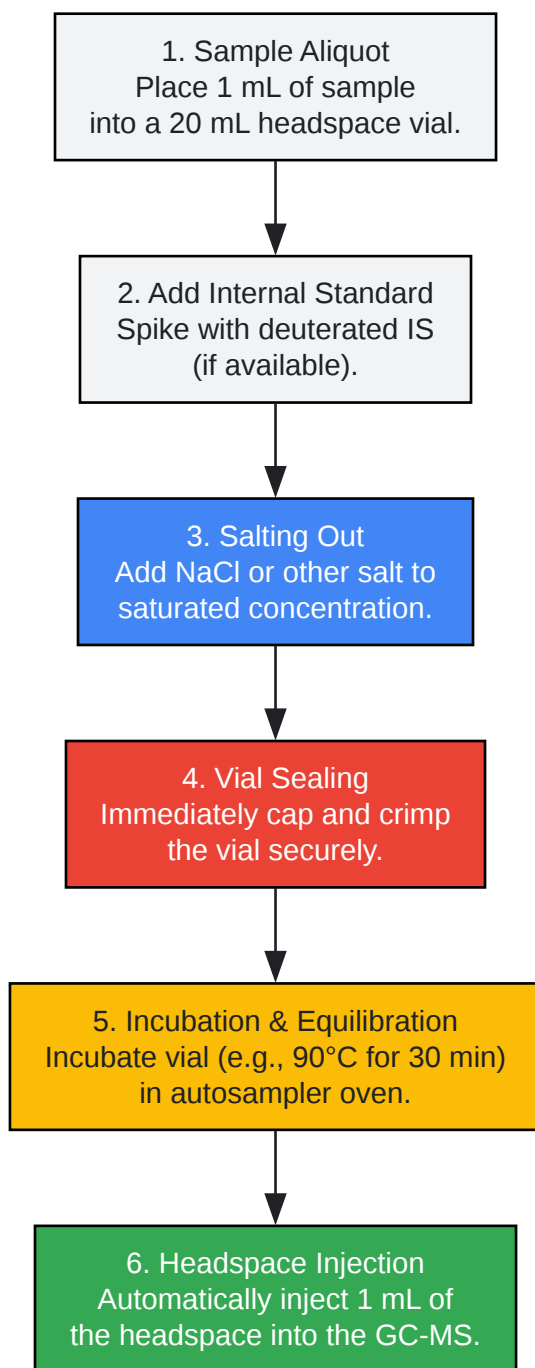 1. Sample Aliquot
Place 1 mL of sample
into a 20 mL headspace vial.
2. Add Internal Standard
Spike with deuterated IS
(if available).
3. Salting Out
Add NaCl or other salt to
saturated concentration.
4. Vial Sealing
Immediately cap and crimp
the vial securely.
5. Incubation & Equilibration
Incubate vial (e.g., 90°C for 30 min)
in autosampler oven.
6. Headspace Injection
Automatically inject 1 mL of
the headspace into the GC-MS.